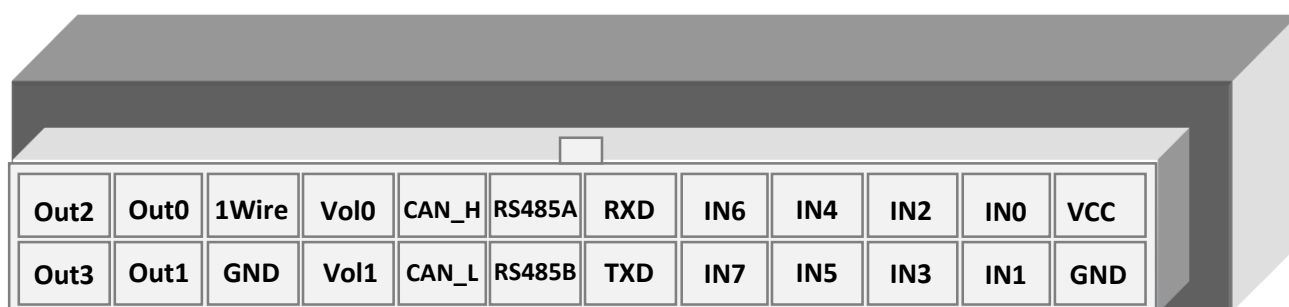 Out2 Out0 1Wire Vol0 CAN_H RS485A RXD IN6 IN4 IN2 IN0 VCC
Out3 Out1 GND Vol1 CAN_L RS485B TXD IN7 IN5 IN3 IN1 GND